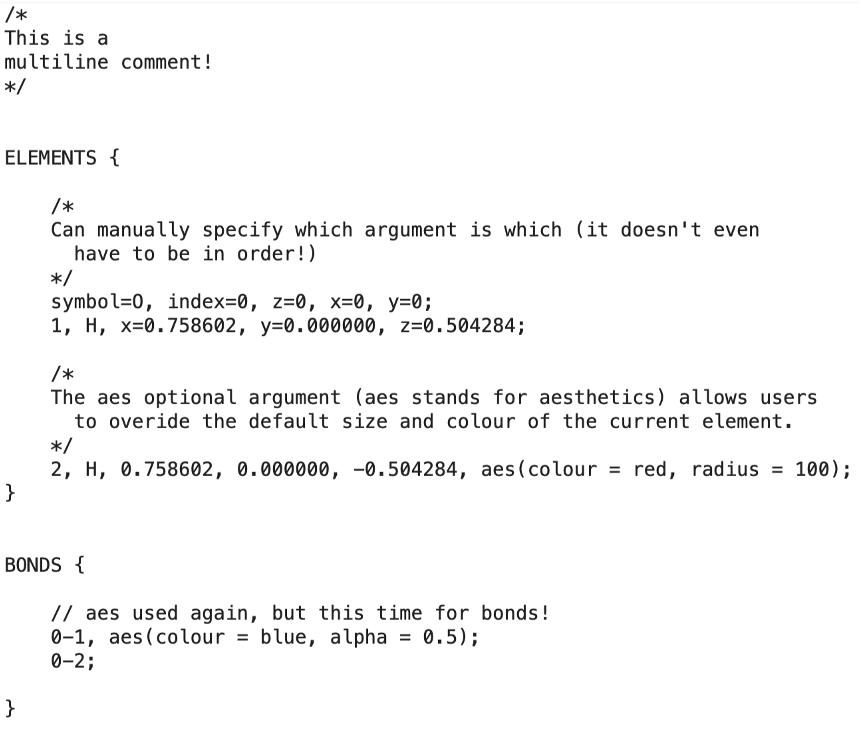 /*
This is a
multiline comment!
*/
ELEMENTS {
/*
Can manually specify which argument is which (it doesn't even
have to be in order!)
*/
symbol=O, index=0, z=0, x=0, y=0;
1, H, x=0.758602, y=0.000000, z=0.504284;
/*
The aes optional argument (aes stands for aesthetics) allows users
to overide the default size and colour of the current element.
*/
2, H, 0.758602, 0.000000, -0.504284, aes(colour = red, radius = 100);
}
BONDS {
// aes used again, but this time for bonds!
0-1, aes(colour = blue, alpha = 0.5);
0-2;
}